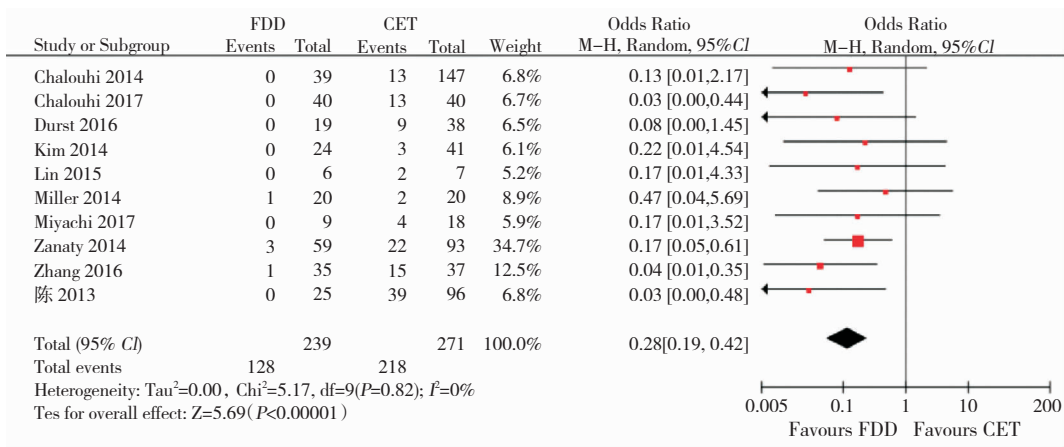 FDD CET Odds Ratio Odds Ratio
Study or Subgroup Events Total Events Total Weight M-H, Random, 95%CI M-H, Random, 95%CI
Chalouhi 2014 0 39 13 147 6.8% 0.13 [0.01,2.17]
Chalouhi 2017 0 40 13 40 6.7% 0.03 [0.00,0.44]
Durst 2016 0 19 9 38 6.5% 0.08 [0.00,1.45]
Kim 2014 0 24 3 41 6.1% 0.22 [0.01,4.54]
Lin 2015 0 6 2 7 5.2% 0.17 [0.01,4.33]
Miller 2014 1 20 2 20 8.9% 0.47 [0.04,5.69]
Miyachi 2017 0 9 4 18 5.9% 0.17 [0.01,3.52]
Zanaty 2014 3 59 22 93 34.7% 0.17 [0.05,0.61]
Zhang 2016 1 35 15 37 12.5% 0.04 [0.01,0.35]
陈 2013 0 25 39 96 6.8% 0.03 [0.00,0.48]
Total (95% CI) 239 271 100.0% 0.28[0.19, 0.42]
Total events 128 218
Heterogeneity: Tau²=0.00, Chi²=5.17, df=9(P=0.82); I²=0%
Tes for overall effect: Z=5.69(P<0.00001)
0.005 0.1 1 10 200
Favours FDD Favours CET